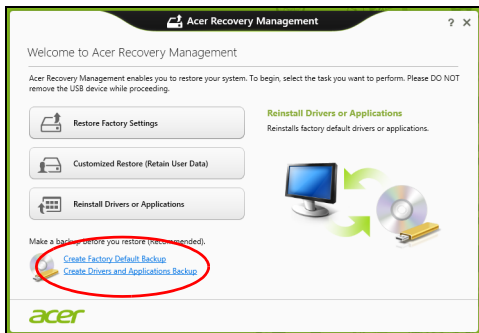 Acer Recovery Management
? ×
Welcome to Acer Recovery Management
Acer Recovery Management enables you to restore your system. To begin, select the task you want to perform. Please DO NOT
remove the USB device while proceeding.
Restore Factory Settings
Customized Restore (Retain User Data)
Reinstall Drivers or Applications
Reinstall Drivers or Applications
Reinstalls factory default drivers or applications.
Make a backup before you restore (Recommended).
Create Factory Default Backup
Create Drivers and Applications Backup
acer